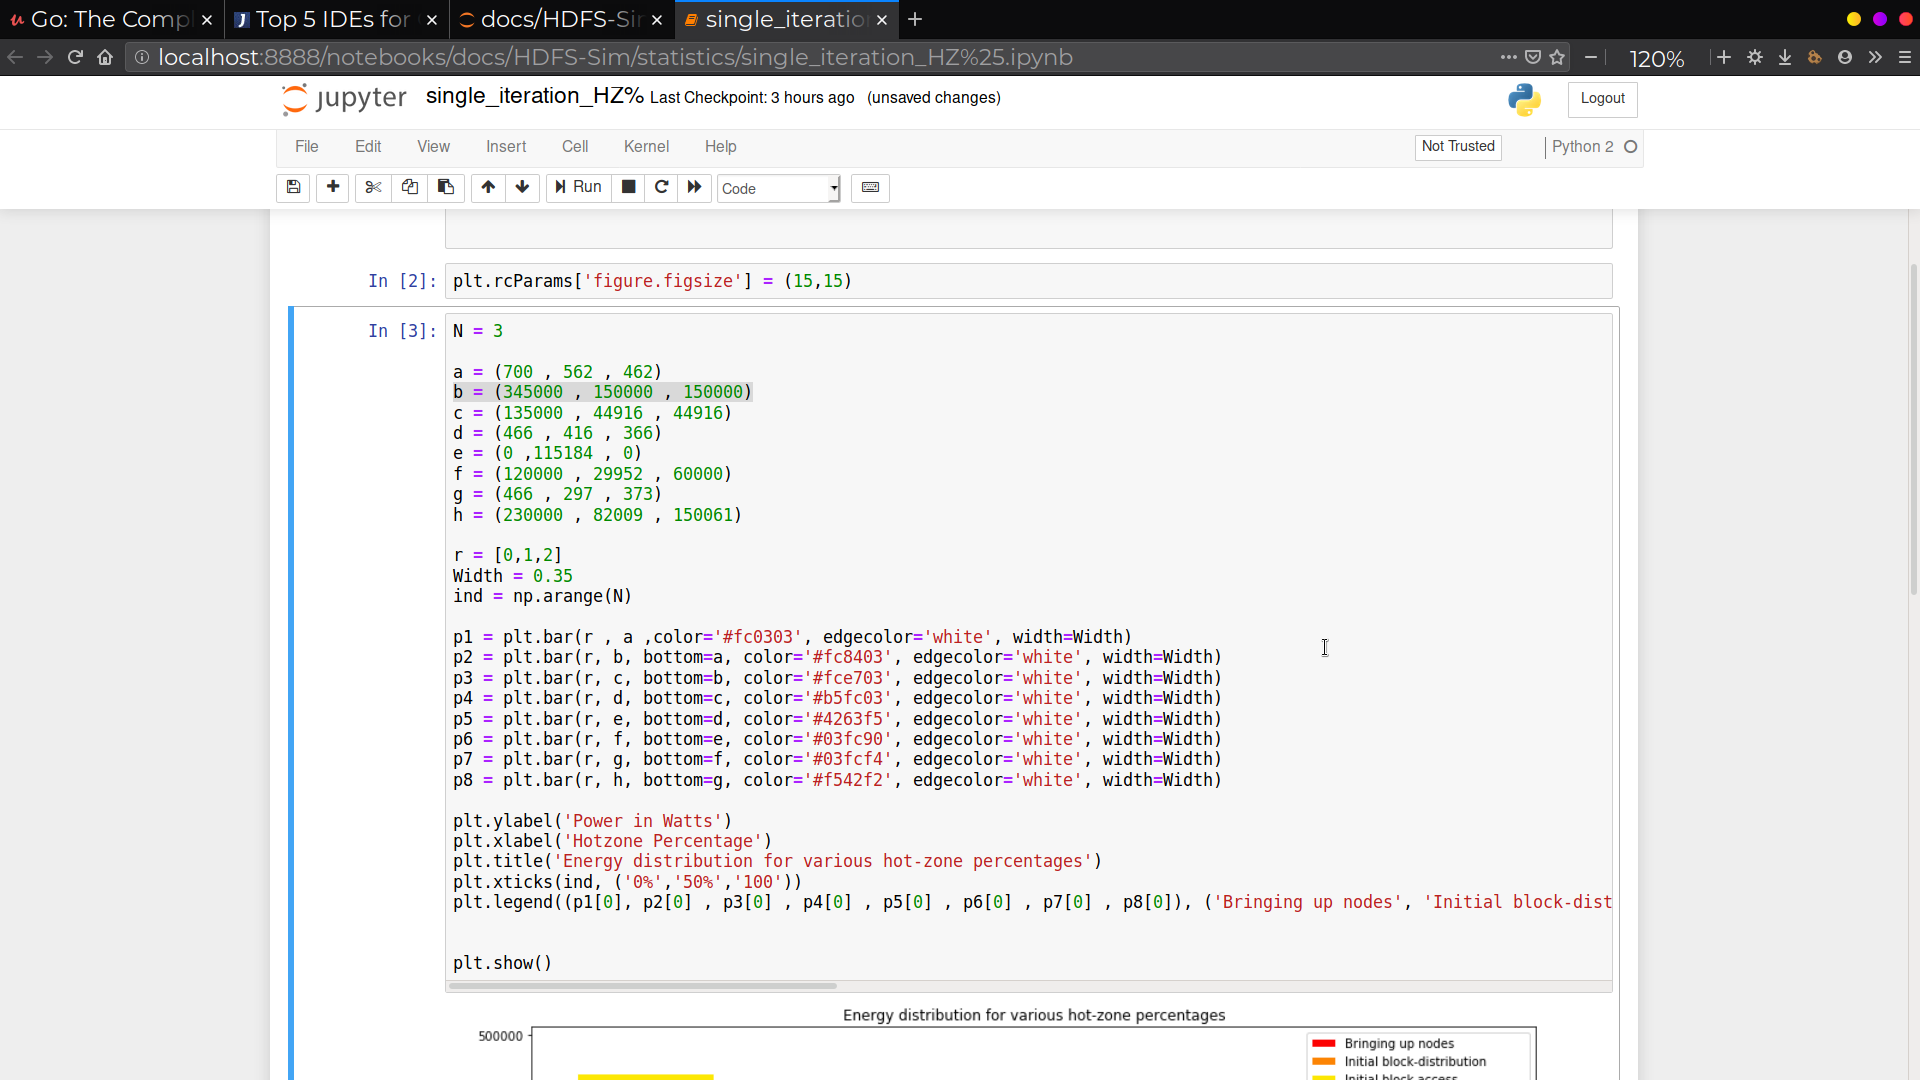 Go: The Compl
Top 5 IDEs for
docs/HDFS-Sir
single_iteratio
localhost:8888/notebooks/docs/HDFS-Sim/statistics/single_iteration_HZ%25.ipynb
120%
jupyter single_iteration_HZ% Last Checkpoint: 3 hours ago (unsaved changes)
Logout
File Edit View Insert Cell Kernel Help
Not Trusted
Python 2
Run
Code
In [2]: plt.rcParams['figure.figsize'] = (15,15)
In [3]: N = 3
a = (700 , 562 , 462)
b = (345000 , 150000 , 150000)
c = (135000 , 44916 , 44916)
d = (466 , 416 , 366)
e = (0 ,115184 , 0)
f = (120000 , 29952 , 60000)
g = (466 , 297 , 373)
h = (230000 , 82009 , 150061)
r = [0,1,2]
Width = 0.35
ind = np.arange(N)
p1 = plt.bar(r , a ,color='#fc0303', edgecolor='white', width=Width)
p2 = plt.bar(r, b, bottom=a, color='#fc8403', edgecolor='white', width=Width)
p3 = plt.bar(r, c, bottom=b, color='#fce703', edgecolor='white', width=Width)
p4 = plt.bar(r, d, bottom=c, color='#b5fc03', edgecolor='white', width=Width)
p5 = plt.bar(r, e, bottom=d, color='#4263f5', edgecolor='white', width=Width)
p6 = plt.bar(r, f, bottom=e, color='#03fc90', edgecolor='white', width=Width)
p7 = plt.bar(r, g, bottom=f, color='#03fcf4', edgecolor='white', width=Width)
p8 = plt.bar(r, h, bottom=g, color='#f542f2', edgecolor='white', width=Width)
plt.ylabel('Power in Watts')
plt.xlabel('Hotzone Percentage')
plt.title('Energy distribution for various hot-zone percentages')
plt.xticks(ind, ('0%','50%','100'))
plt.legend((p1[0], p2[0] , p3[0] , p4[0] , p5[0] , p6[0] , p7[0] , p8[0]), ('Bringing up nodes', 'Initial block-dist
plt.show()
Energy distribution for various hot-zone percentages
500000
Bringing up nodes
Initial block-distribution
Initial block access